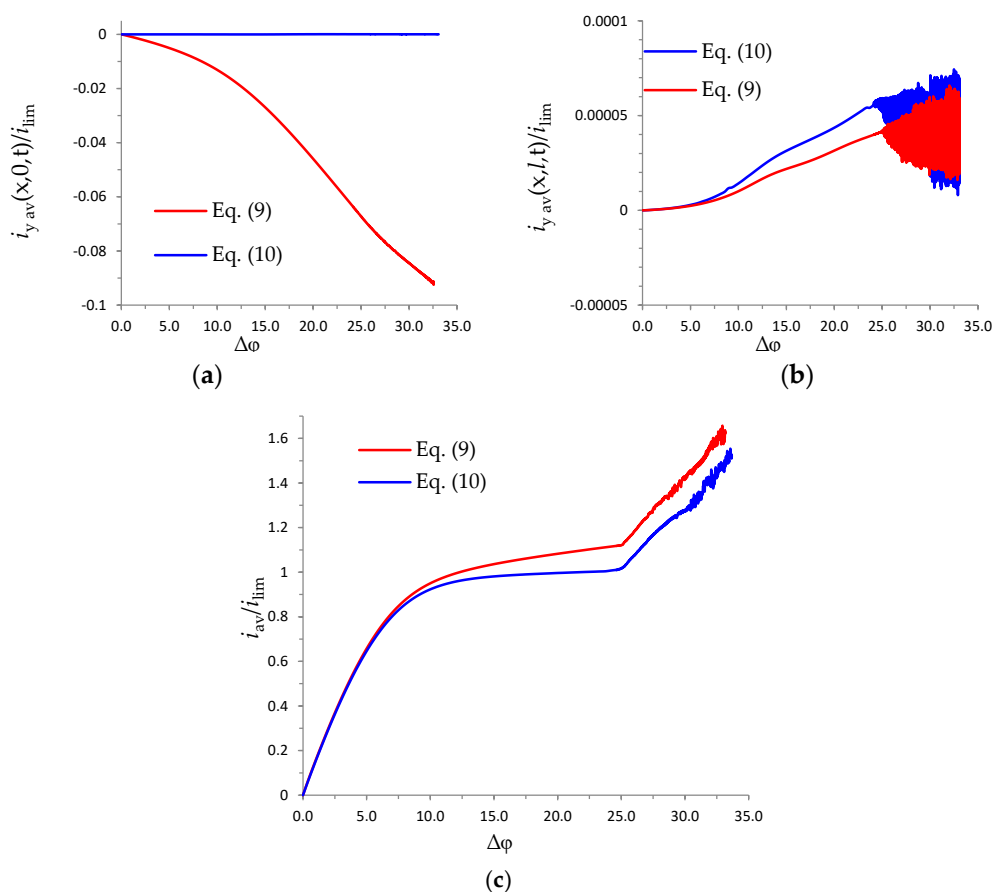 0
-0.02
-0.04
-0.06
-0.08
-0.1
0.0 5.0 10.0 15.0 20.0 25.0 30.0 35.0
i_y av(x,0,t)/i_lim
Δφ
Eq. (9)
Eq. (10)
(a)
0.0001
0.00005
0
-0.00005
0.0 5.0 10.0 15.0 20.0 25.0 30.0 35.0
i_y av(x,l,t)/i_lim
Δφ
Eq. (10)
Eq. (9)
(b)
1.6
1.4
1.2
1
0.8
0.6
0.4
0.2
0
0.0 5.0 10.0 15.0 20.0 25.0 30.0 35.0
i_av/i_lim
Δφ
Eq. (9)
Eq. (10)
(c)